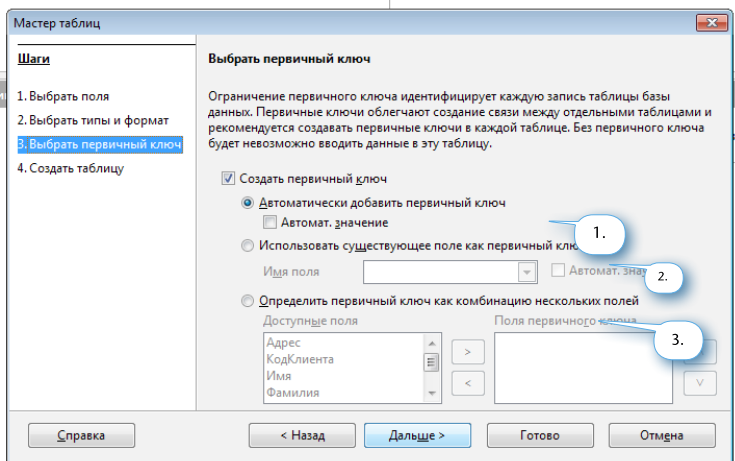 Мастер таблиц
Шаги
1. Выбрать поля
2. Выбрать типы и формат
3. Выбрать первичный ключ
4. Создать таблицу
Выбрать первичный ключ
Ограничение первичного ключа идентифицирует каждую запись таблицы базы
данных. Первичные ключи облегчают создание связи между отдельными таблицами и
рекомендуется создавать первичные ключи в каждой таблице. Без первичного ключа
будет невозможно вводить данные в эту таблицу.
Создать первичный ключ
Автоматически добавить первичный ключ
Автомат. значение
1.
Использовать существующее поле как первичный клю
Имя поля
Автомат. зна
2.
Определить первичный ключ как комбинацию нескольких полей
Доступные поля
Поля первичного ключа
3.
Адрес
КодКлиента
Имя
Фамилия
>
<
Справка
< Назад
Дальше >
Готово
Отмена